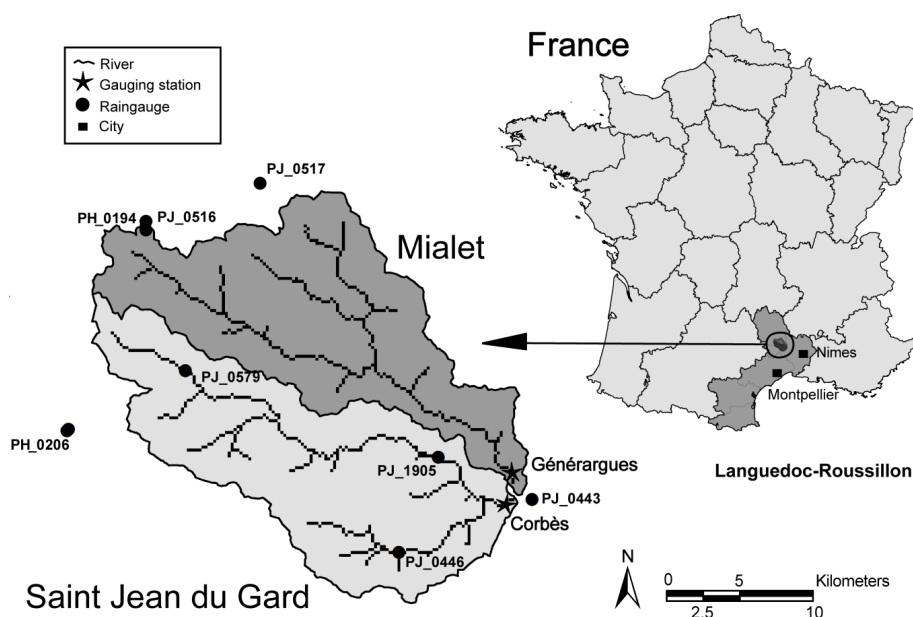 River
Gauging station
Raingauge
City
France
PJ_0517
PH_0194
PJ_0516
Mialet
PJ_0579
PH_0206
PJ_1905
Générargues
PJ_0443
Corbès
PJ_0446
Saint Jean du Gard
Nimes
Montpellier
Languedoc-Roussillon
N
0 5 Kilometers
2.5 10